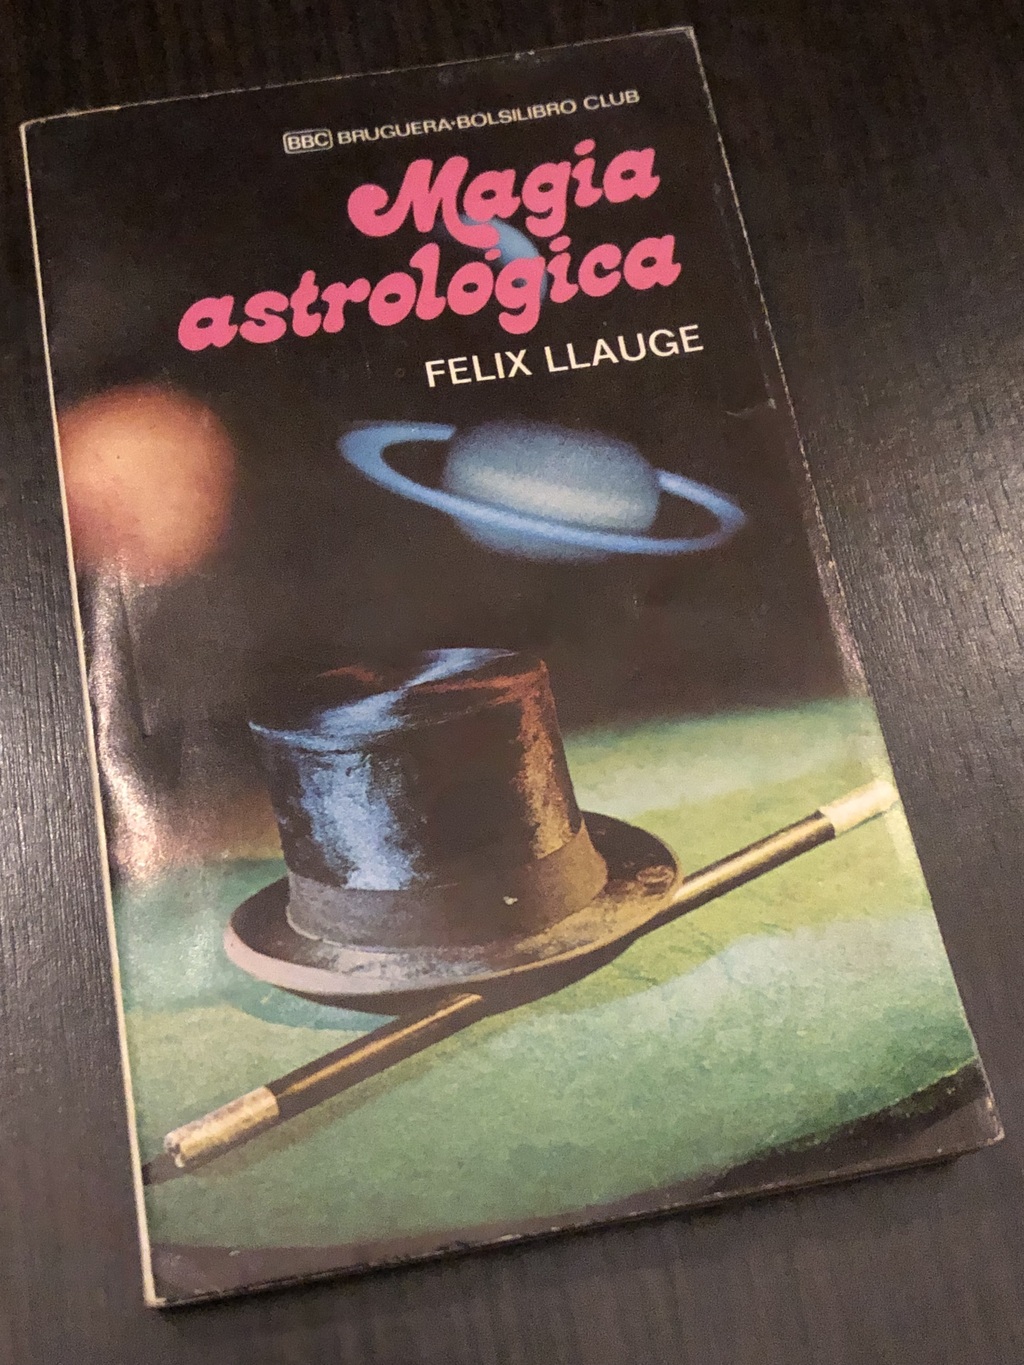 BBC BRUGUERA·BOLSILIBRO CLUB
Magia
astrológica
FELIX LLAUGE